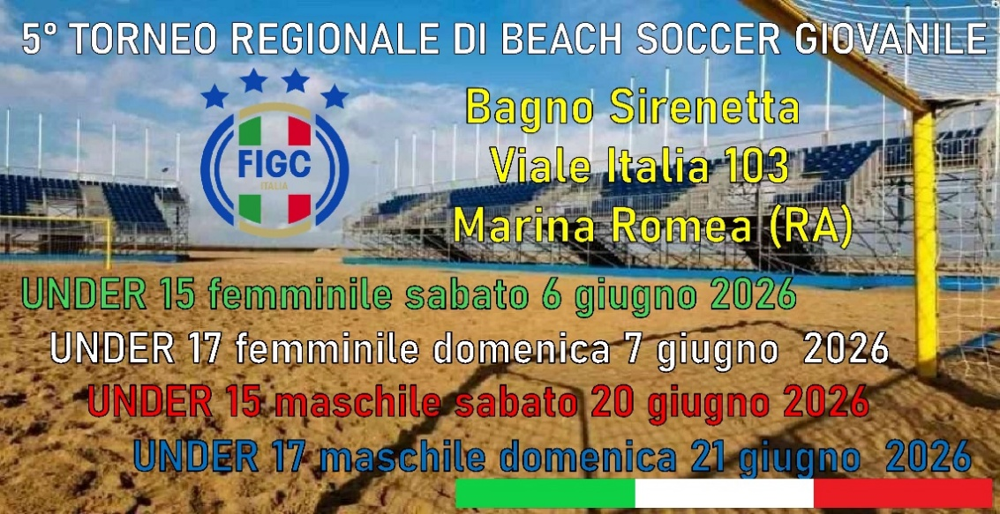 5° TORNEO REGIONALE DI BEACH SOCCER GIOVANILE
Bagno Sirenetta
Viale Italia 103
Marina Romea (RA)
FIGC
ITALIA
UNDER 15 femminile sabato 6 giugno 2026
UNDER 17 femminile domenica 7 giugno 2026
UNDER 15 maschile sabato 20 giugno 2026
UNDER 17 maschile domenica 21 giugno 2026